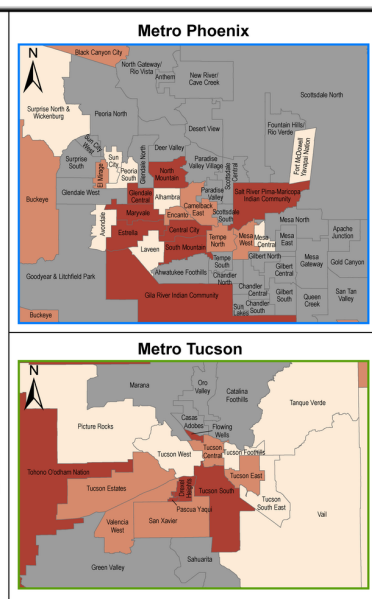 Metro Phoenix
N
Black Canyon City
North Gateway/
Rio Vista
Anthem
New River/
Cave Creek
Scottsdale North
Surprise North &
Wickenburg
Peoria North
Fountain Hills/
Rio Verde
Fort McDowell
Yavapai Nation
Desert View
Sun City
West
Sun
City
Glendale North
Deer Valley
Surprise
South
El Mirage
Peoria
South
North
Mountain
Paradise
Valley Village
Scottsdale
Central
Salt River Pima-Maricopa
Indian Community
Buckeye
Glendale West
Glendale
Central
Alhambra
Paradise
Valley
Camelback
East
Scottsdale
South
Avondale
Maryvale
Encanto
Mesa North
Estrella
Central City
Tempe
North
Mesa
West
Mesa
Central
Mesa
East
Apache
Junction
Laveen
South Mountain
Tempe
South
Gilbert North
Gilbert
Central
Mesa
Gateway
Gold Canyon
Goodyear & Litchfield Park
Ahwatukee Foothills
Chandler
North
Chandler
Central
Gila River Indian Community
Sun
Lakes
Chandler
South
Gilbert
South
Queen
Creek
San Tan
Valley
Buckeye
Metro Tucson
N
Marana
Oro
Valley
Catalina
Foothills
Tanque Verde
Casas
Adobes
Flowing
Wells
Picture Rocks
Tucson West
Tucson
Central
Tucson Foothills
Tohono O'odham Nation
Tucson East
Tucson Estates
Drexel
Heights
Tucson South
Tucson
South East
Pascua Yaqui
Valencia
West
San Xavier
Vail
Sahuarita
Green Valley